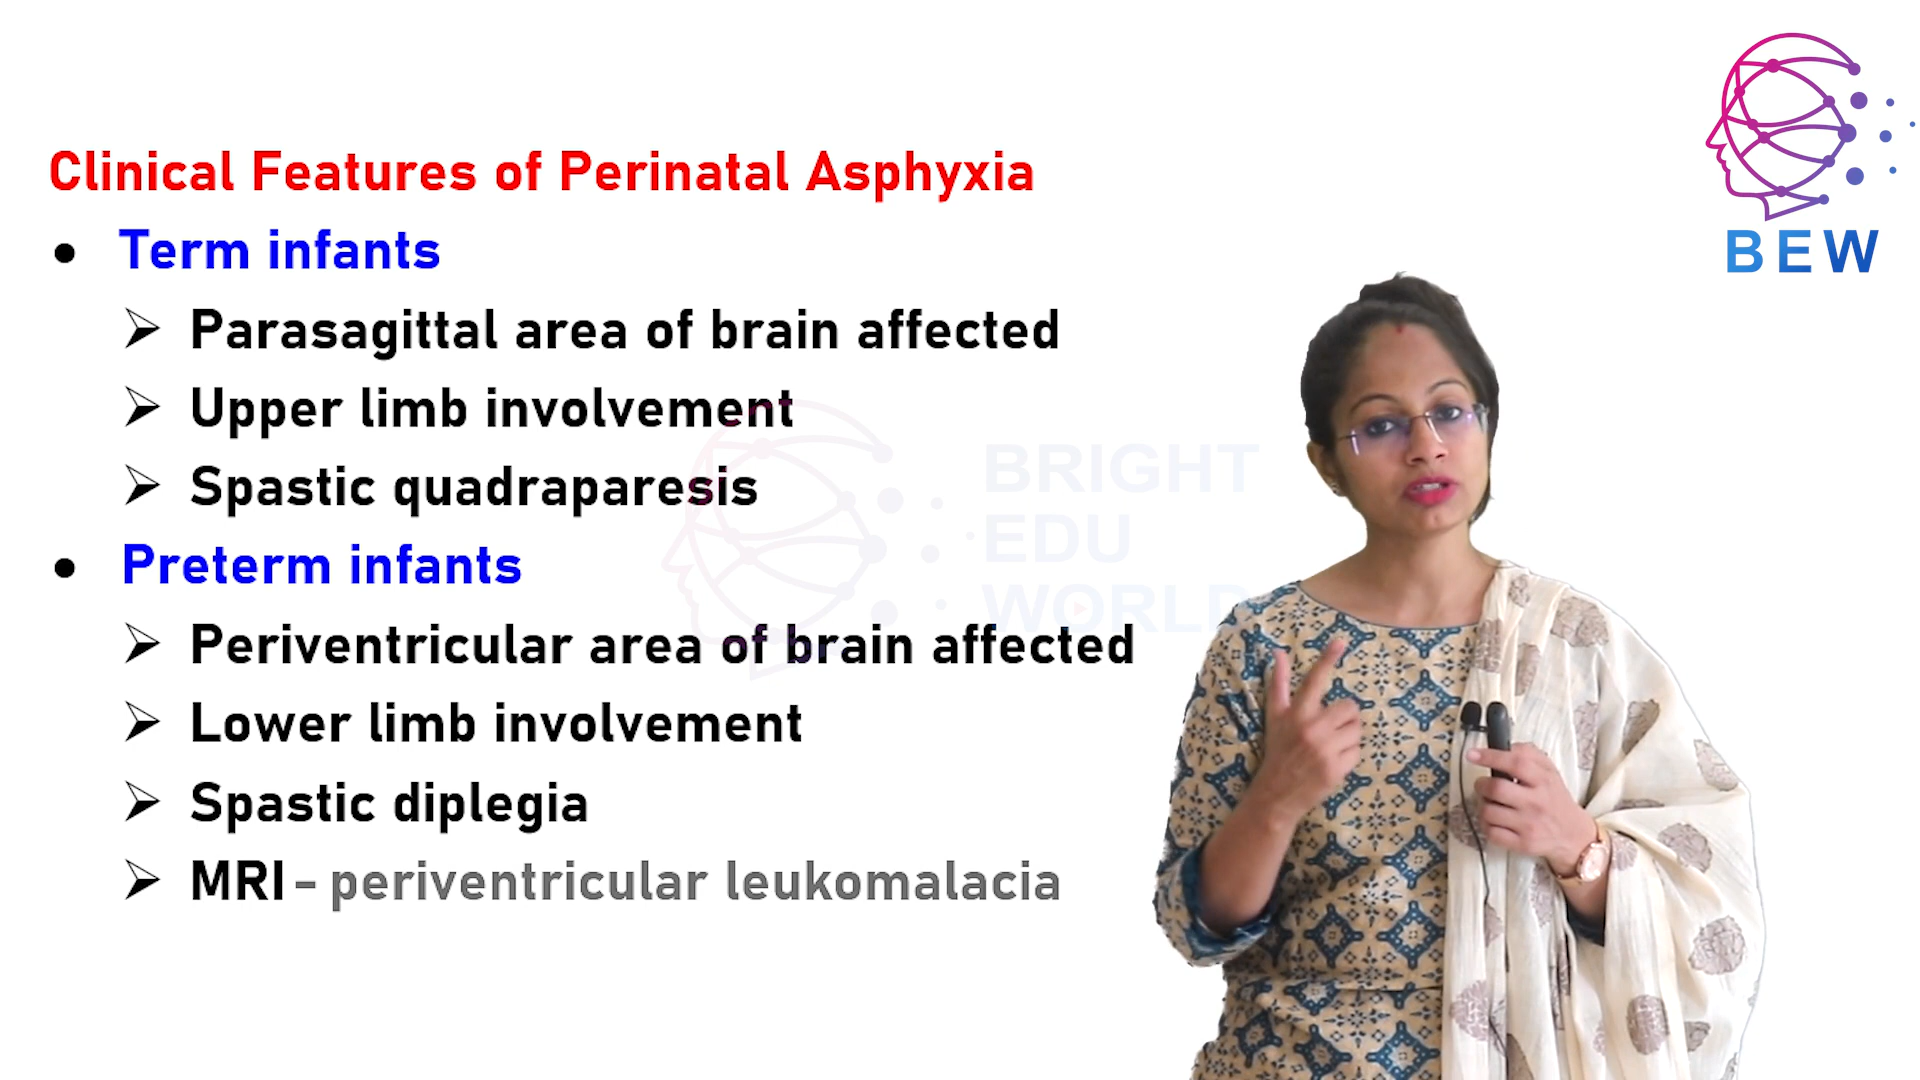 Clinical Features of Perinatal Asphyxia
• Term infants
➢ Parasagittal area of brain affected
➢ Upper limb involvement
➢ Spastic quadraparesis
• Preterm infants
➢ Periventricular area of brain affected
➢ Lower limb involvement
➢ Spastic diplegia
➢ MRI - periventricular leukomalacia
BEW
BRIGHT
EDU
WORLD